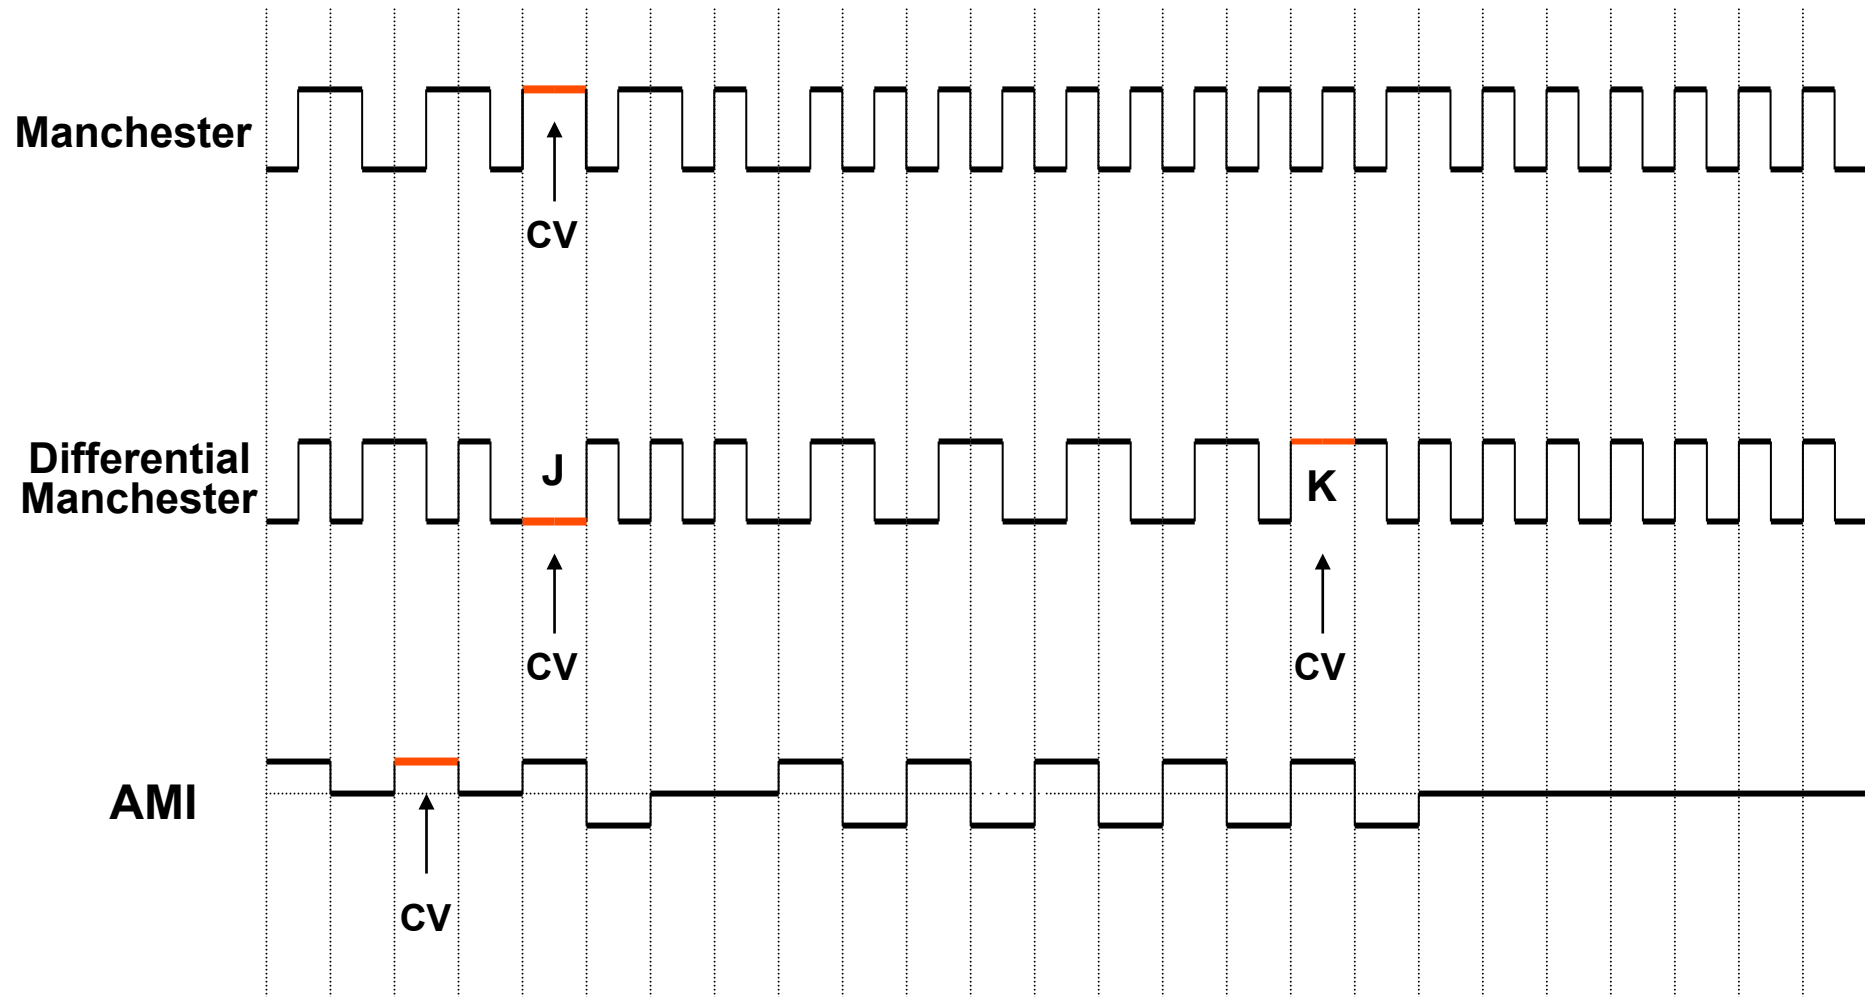 Manchester
CV
Differential
Manchester
J
K
CV
CV
AMI
CV